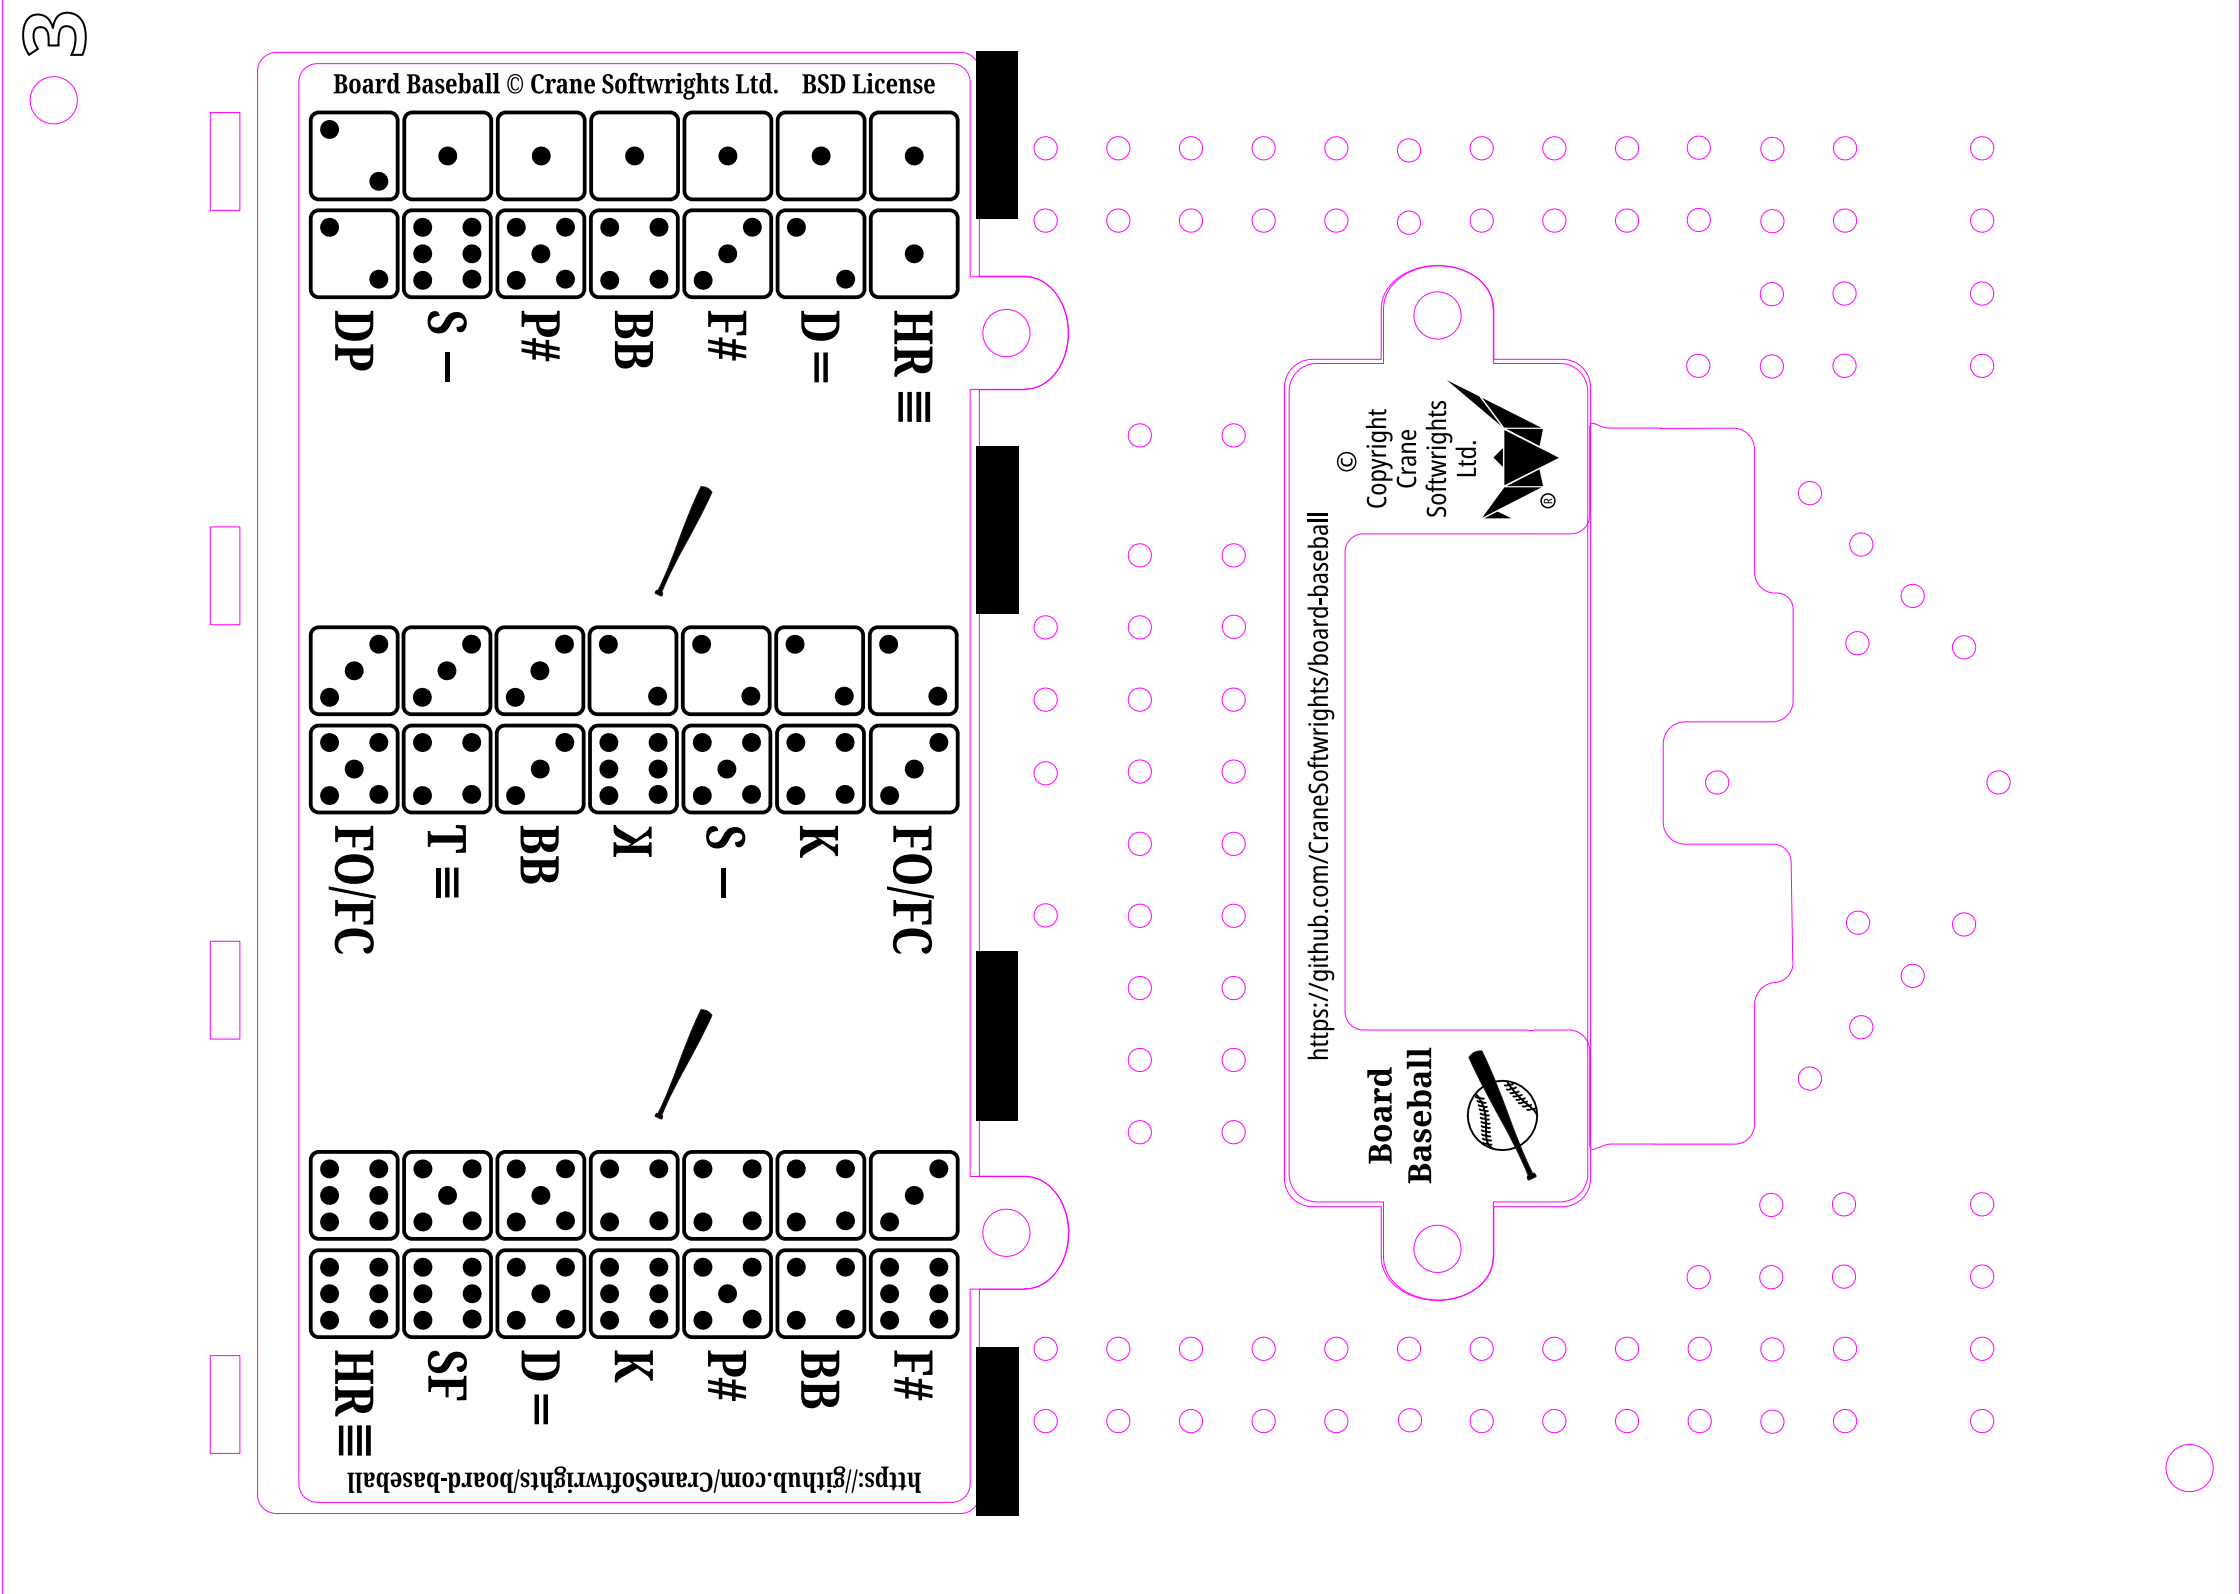 3
Board Baseball © Crane Softwrights Ltd. BSD License
HR ≡
D =
F#
BB
P#
S –
DP
FO/FC
K
S –
ꓘ
BB
T ≡
FO/FC
F#
BB
P#
K
D =
SF
HR ≡
https://github.com/CraneSoftwrights/board-baseball
https://github.com/CraneSoftwrights/board-baseball
©
Copyright
Crane
Softwrights
Ltd.
®
Board
Baseball